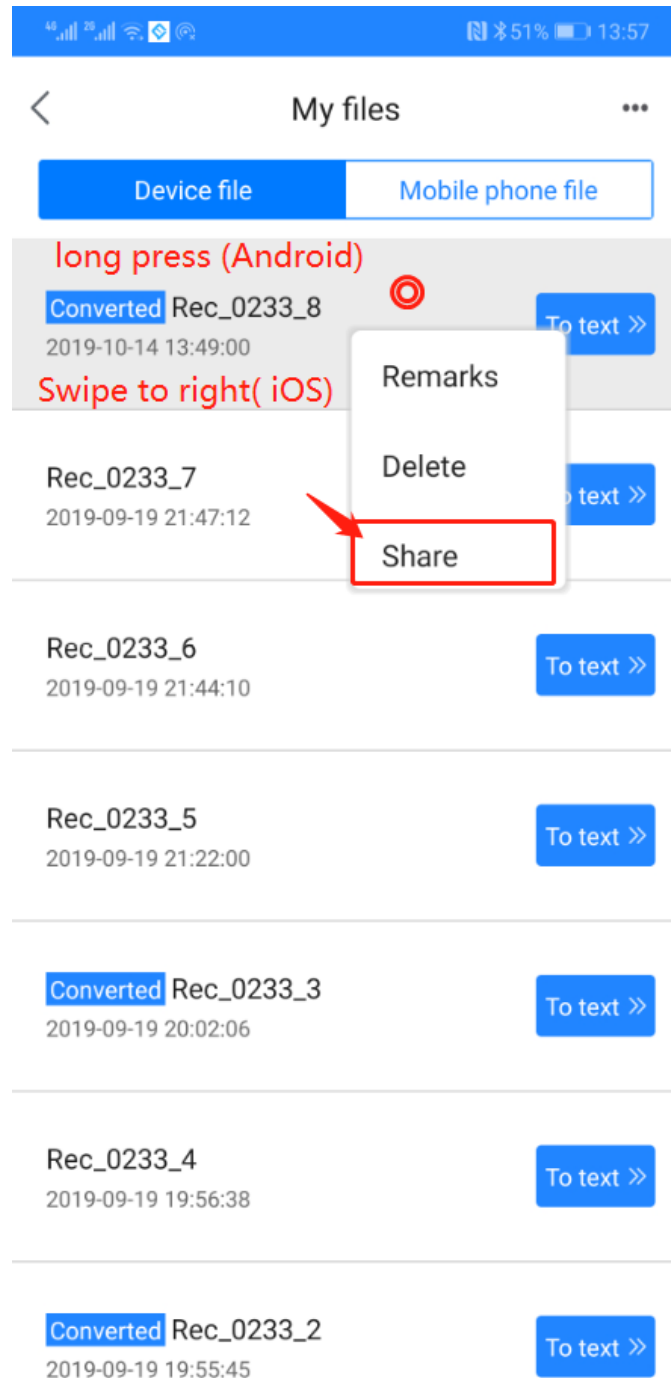 4G 2G 51% 13:57
My files
Device file Mobile phone file
long press (Android)
Converted Rec_0233_8
To text
2019-10-14 13:49:00
Swipe to right( iOS)
Remarks
Delete
Share
Rec_0233_7
o text
2019-09-19 21:47:12
Rec_0233_6
To text
2019-09-19 21:44:10
Rec_0233_5
To text
2019-09-19 21:22:00
Converted Rec_0233_3
To text
2019-09-19 20:02:06
Rec_0233_4
To text
2019-09-19 19:56:38
Converted Rec_0233_2
To text
2019-09-19 19:55:45